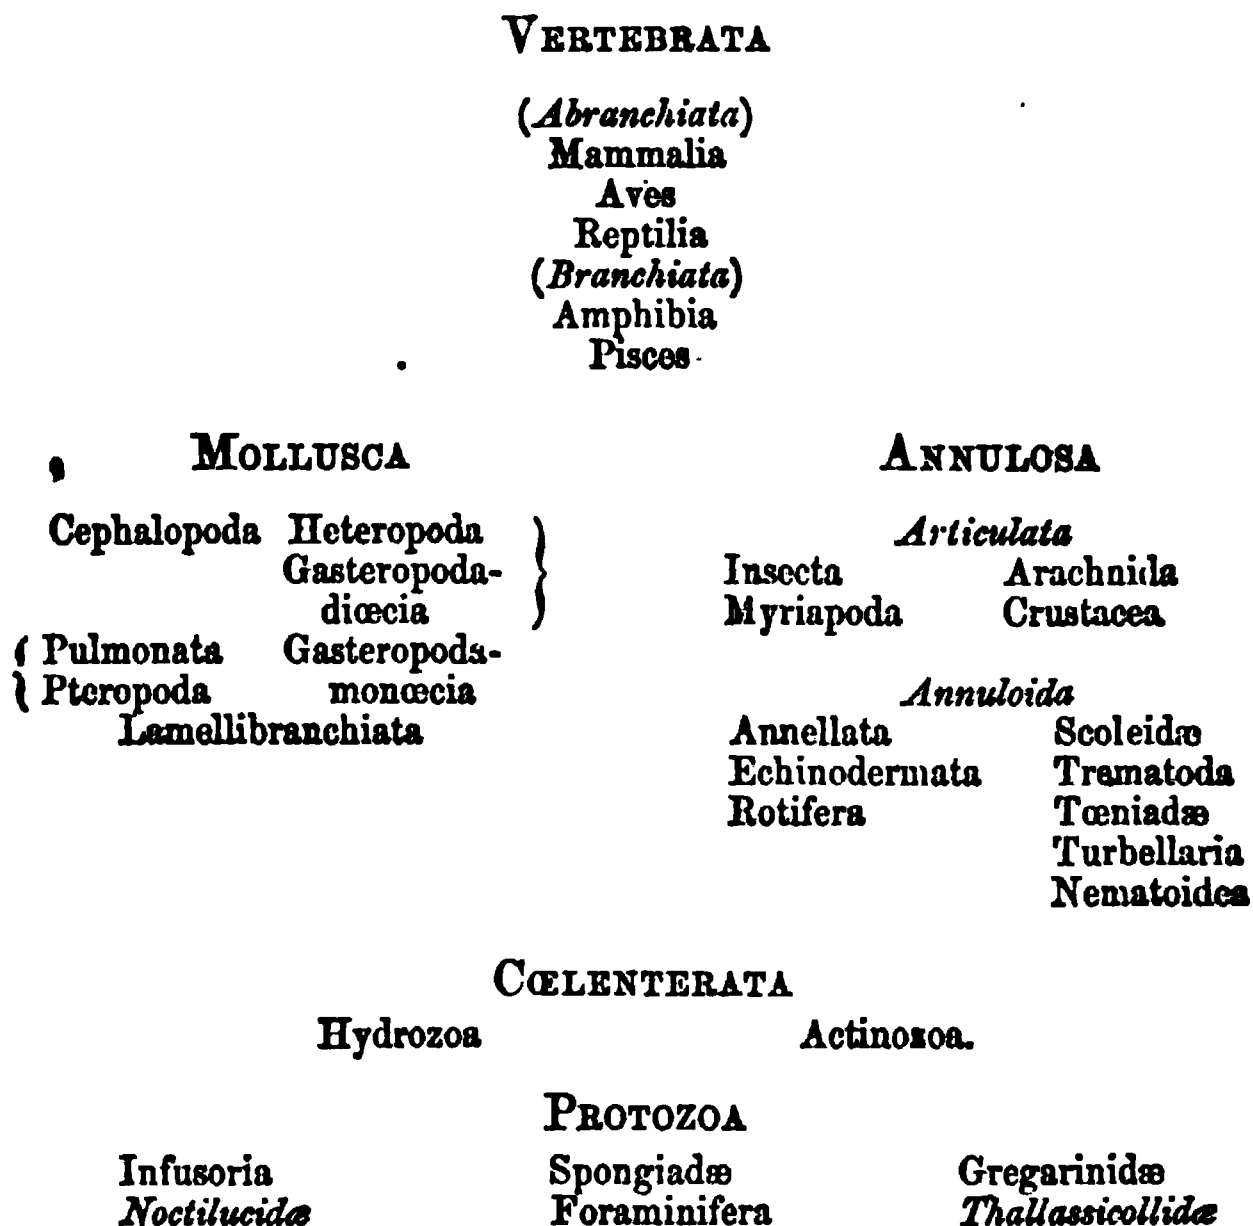 VERTEBRATA
(Abranchiata)
Mammalia
Aves
Reptilia
(Branchiata)
Amphibia
Pisces
MOLLUSCA
Cephalopoda Heteropoda
Gasteropoda-
diœcia
Pulmonata Gasteropoda-
Pteropoda monœcia
Lamellibranchiata
ANNULOSA
Articulata
Insecta Arachnida
Myriapoda Crustacea
Annuloida
Annellata Scoleidæ
Echinodermata Trematoda
Rotifera Tœniadæ
Turbellaria
Nematoidea
CŒLENTERATA
Hydrozoa Actinozoa.
PROTOZOA
Infusoria Spongiadæ Gregarinidæ
Noctilucidæ Foraminifera Thallassicollidæ